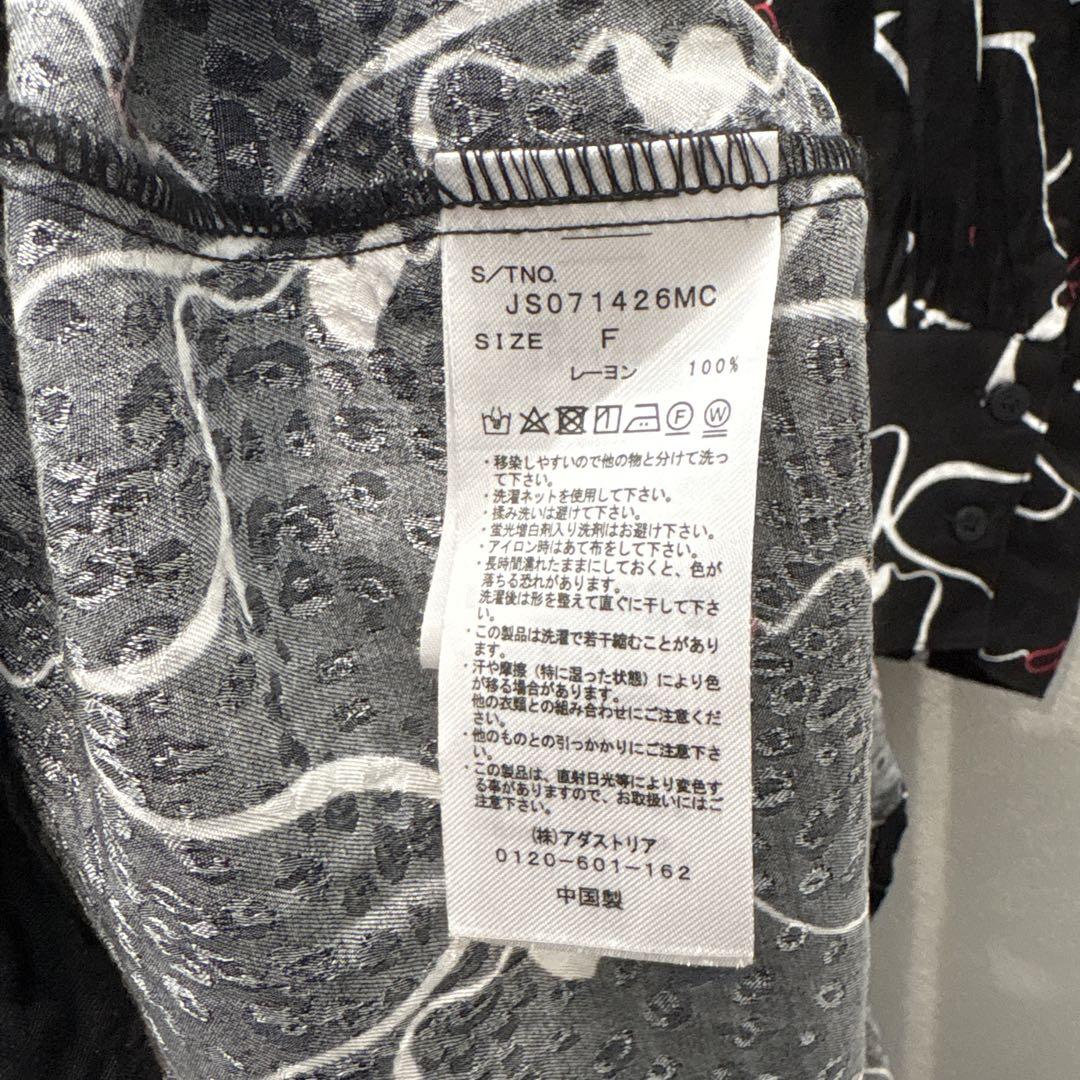 S/TNO.
JS071426MC
SIZE F
レーヨン 100%
F W
・移染しやすいので他の物と分けて洗っ
て下さい。
・洗濯ネットを使用して下さい。
・揉み洗いは避けて下さい。
・蛍光増白剤入り洗剤はお避け下さい。
・アイロン時はあて布をして下さい。
・長時間濡れたままにしておくと、色が
落ちる恐れがあります。
洗濯後は形を整えて直ぐに干して下さ
い。
・この製品は洗濯で若干縮むことがあり
ます。
・汗や摩擦（特に湿った状態）により色
が移る場合があります。
他の衣類との組み合わせにご注意くだ
さい。
・他のものとの引っかかりにご注意下さ
い。
・この製品は、直射日光等により変色す
る事がありますので、お取扱いにはご
注意下さい。
(株)アダストリア
0120-601-162
中国製